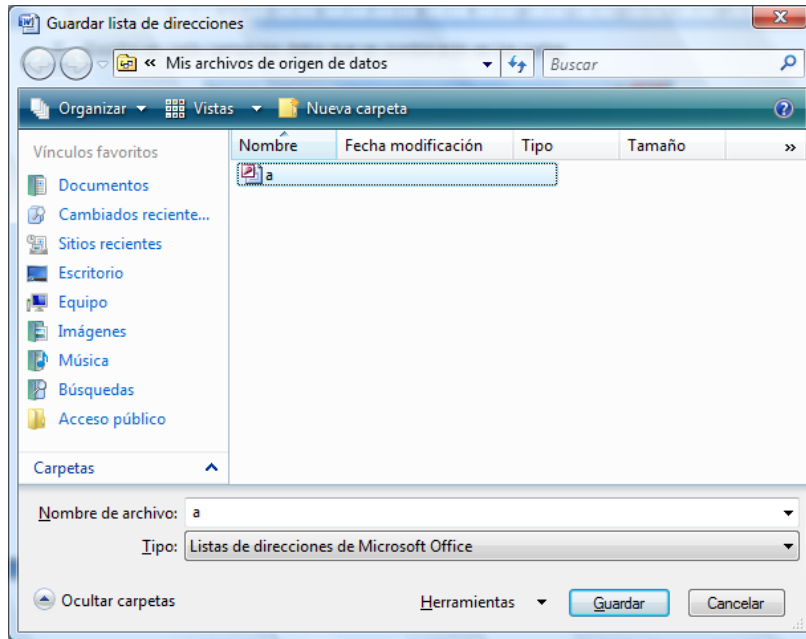 Guardar lista de direcciones
« Mis archivos de origen de datos
Buscar
Organizar Vistas Nueva carpeta
Vínculos favoritos
Documentos
Cambiados reciente...
Sitios recientes
Escritorio
Equipo
Imágenes
Música
Búsquedas
Acceso público
Carpetas
Nombre Fecha modificación Tipo Tamaño »
a
Nombre de archivo: a
Tipo: Listas de direcciones de Microsoft Office
Ocultar carpetas Herramientas Guardar Cancelar